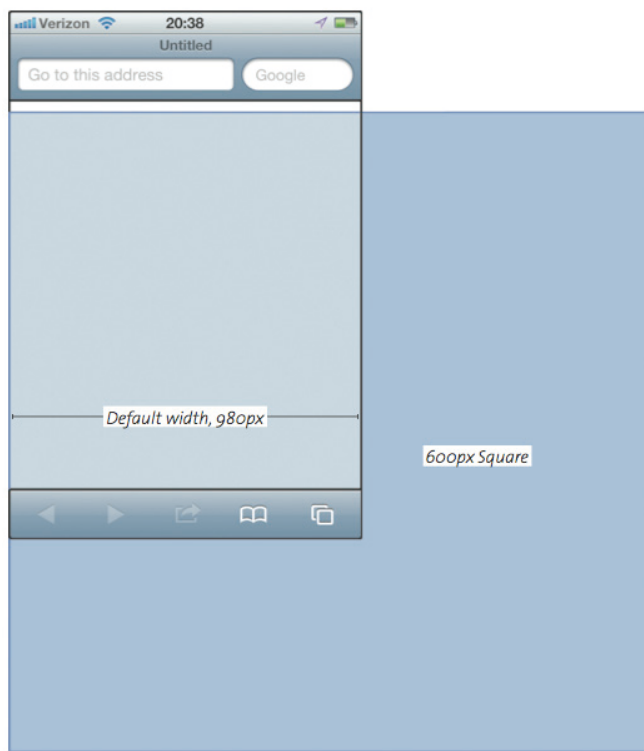 Verizon 20:38
Untitled
Go to this address Google
Default width, 980px
600px Square